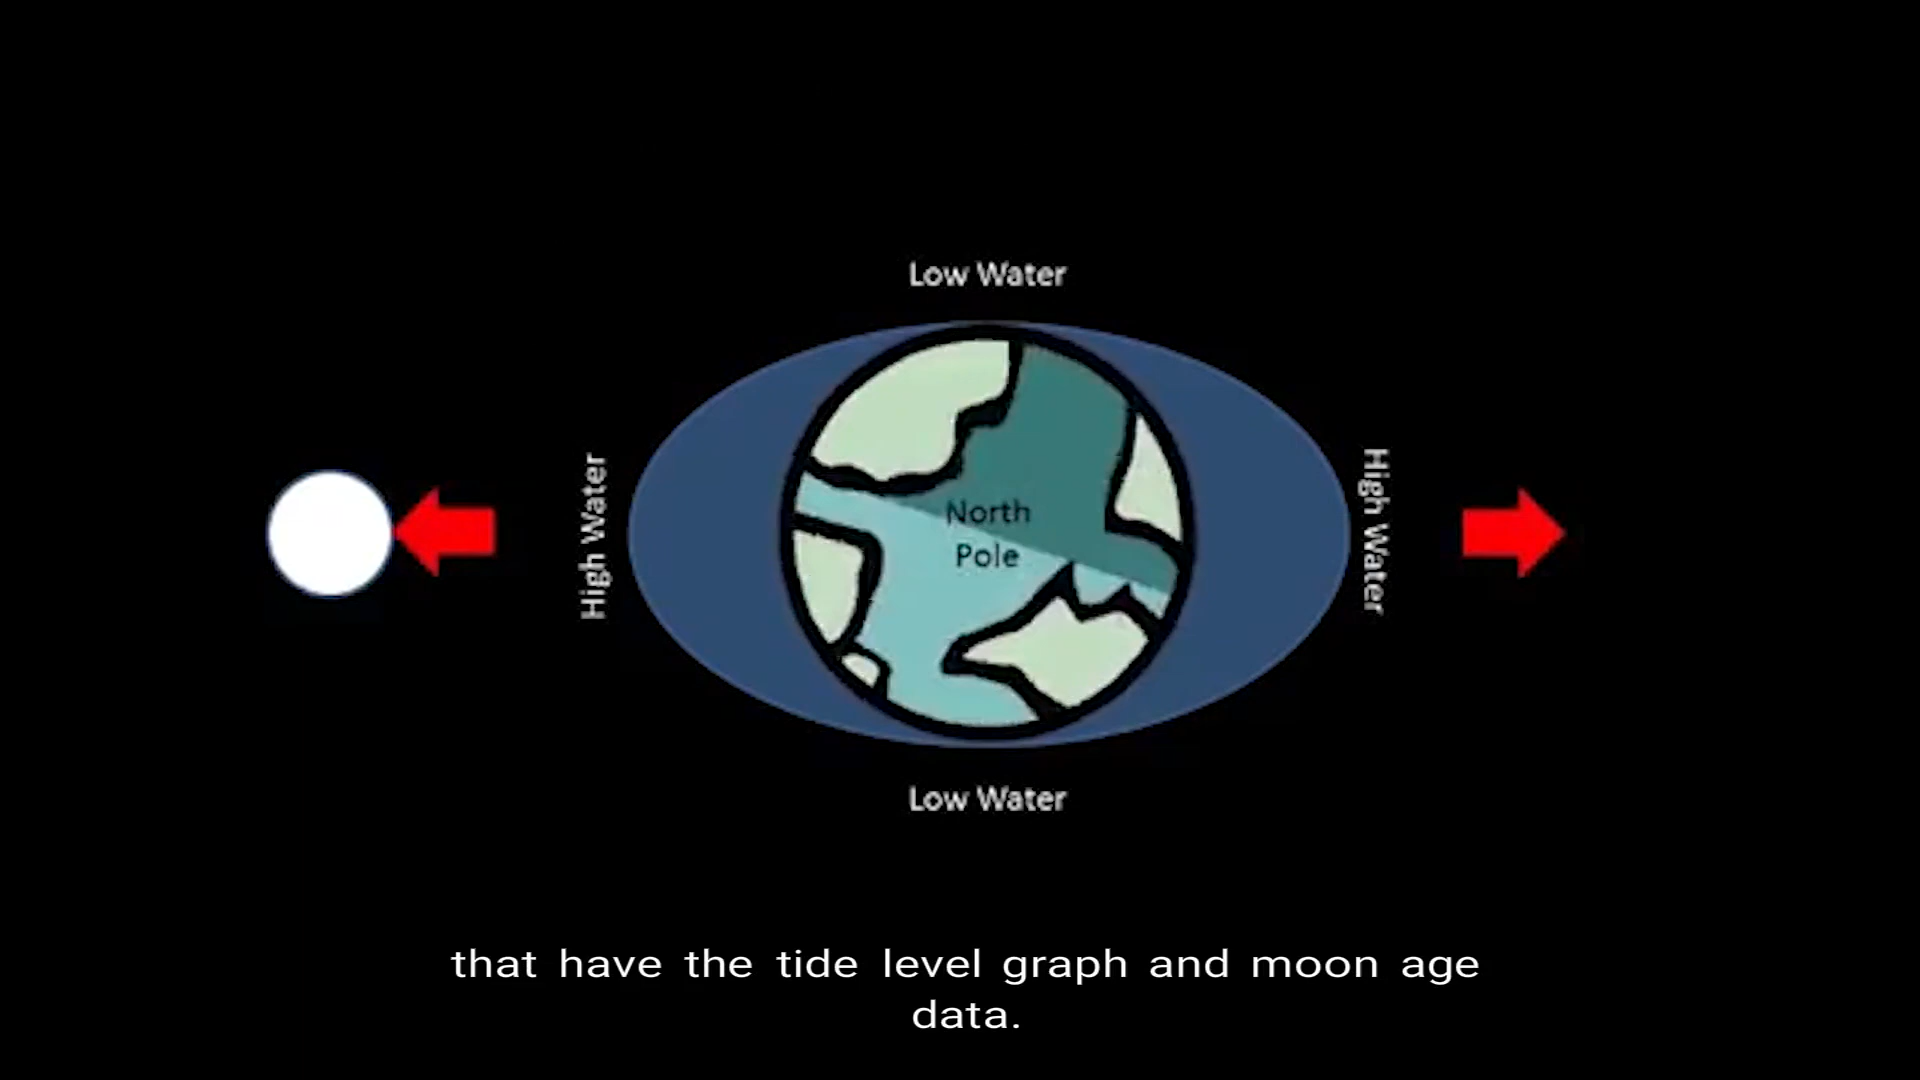 Low Water
High Water
North
Pole
High Water
Low Water
that have the tide level graph and moon age
data.